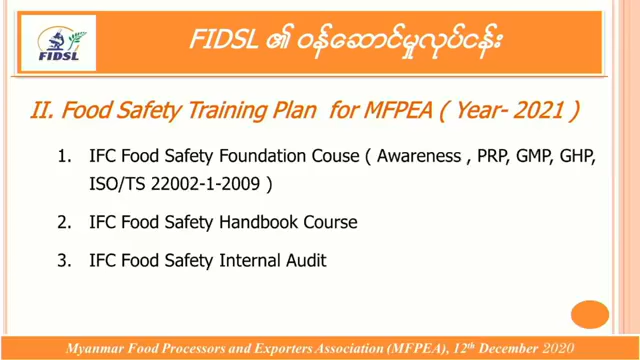 FIDSL
FIDSL ၏ ဝန်ဆောင်မှုလုပ်ငန်း
II. Food Safety Training Plan for MFPEA ( Year- 2021 )
1. IFC Food Safety Foundation Couse ( Awareness , PRP, GMP, GHP,
ISO/TS 22002-1-2009 )
2. IFC Food Safety Handbook Course
3. IFC Food Safety Internal Audit
Myanmar Food Processors and Exporters Association (MFPEA), 12th December 2020